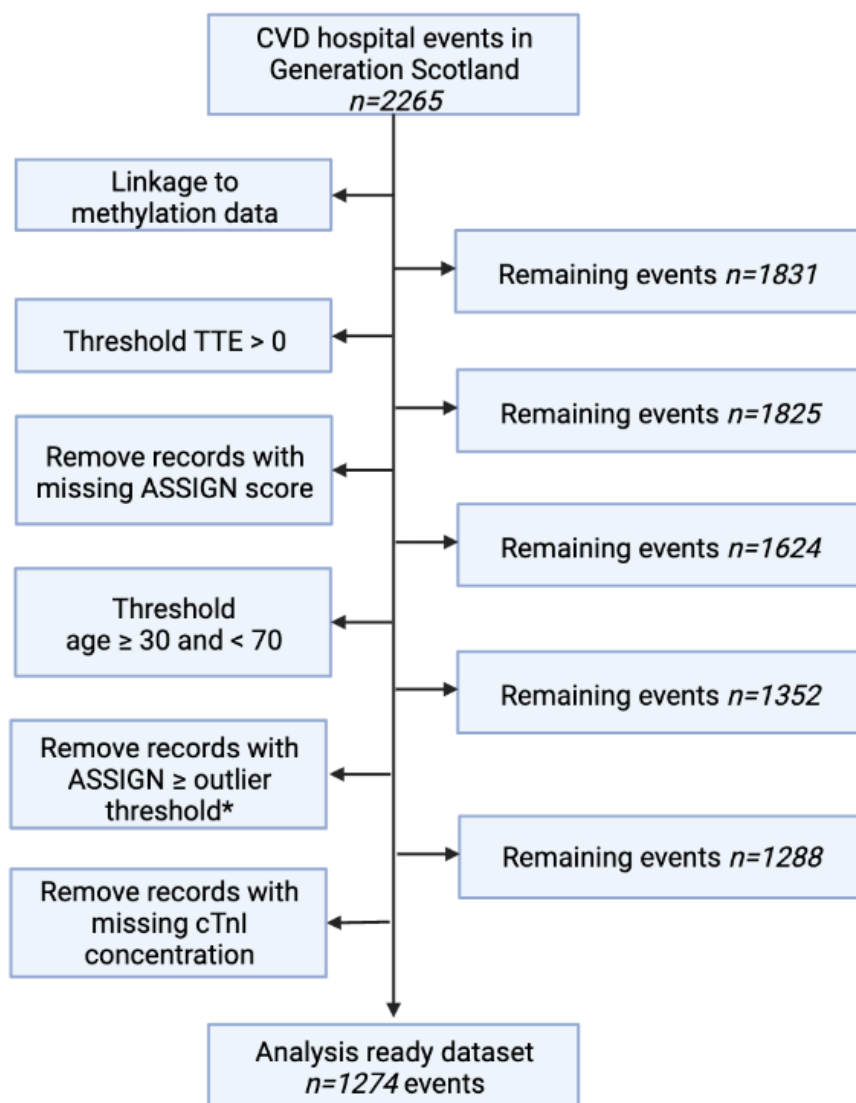 CVD hospital events in
Generation Scotland
n=2265
Linkage to
methylation data
Remaining events n=1831
Threshold TTE > 0
Remaining events n=1825
Remove records with
missing ASSIGN score
Remaining events n=1624
Threshold
age ≥ 30 and < 70
Remaining events n=1352
Remove records with
ASSIGN ≥ outlier
threshold*
Remaining events n=1288
Remove records with
missing cTnI
concentration
Analysis ready dataset
n=1274 events